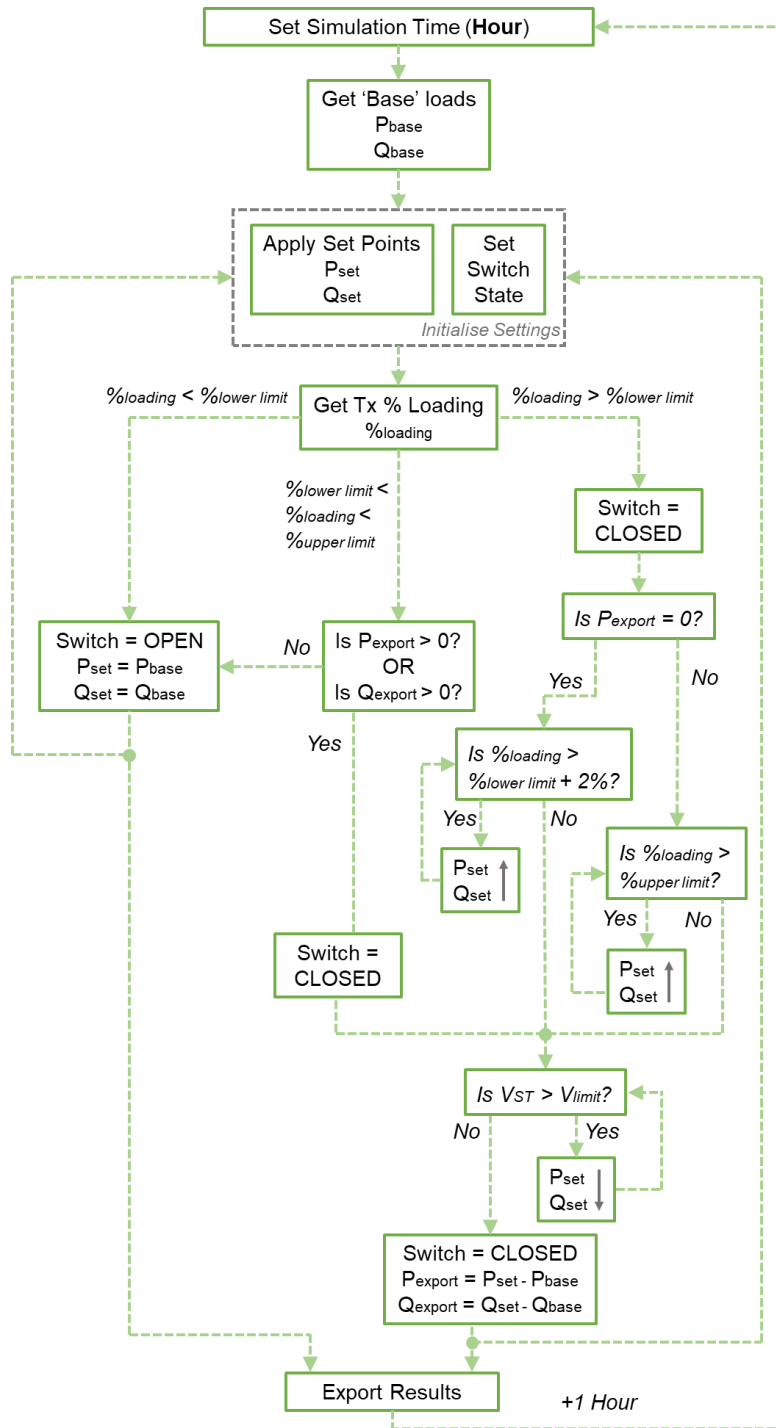 Set Simulation Time (Hour)
Get ‘Base’ loads
Pbase
Qbase
Apply Set Points
Pset
Qset
Set
Switch
State
Initialise Settings
%loading < %lower limit
Get Tx % Loading
%loading
%loading > %lower limit
%lower limit <
%loading <
%upper limit
Switch =
CLOSED
Switch = OPEN
Pset = Pbase
Qset = Qbase
No
Is Pexport > 0?
OR
Is Qexport > 0?
Is Pexport = 0?
Yes
No
Yes
Is %loading >
%lower limit + 2%?
Yes
No
Pset
Qset
Is %loading >
%upper limit?
Yes
No
Pset
Qset
Switch =
CLOSED
Is VST > Vlimit?
No
Yes
Pset
Qset
Switch = CLOSED
Pexport = Pset - Pbase
Qexport = Qset - Qbase
Export Results
+1 Hour